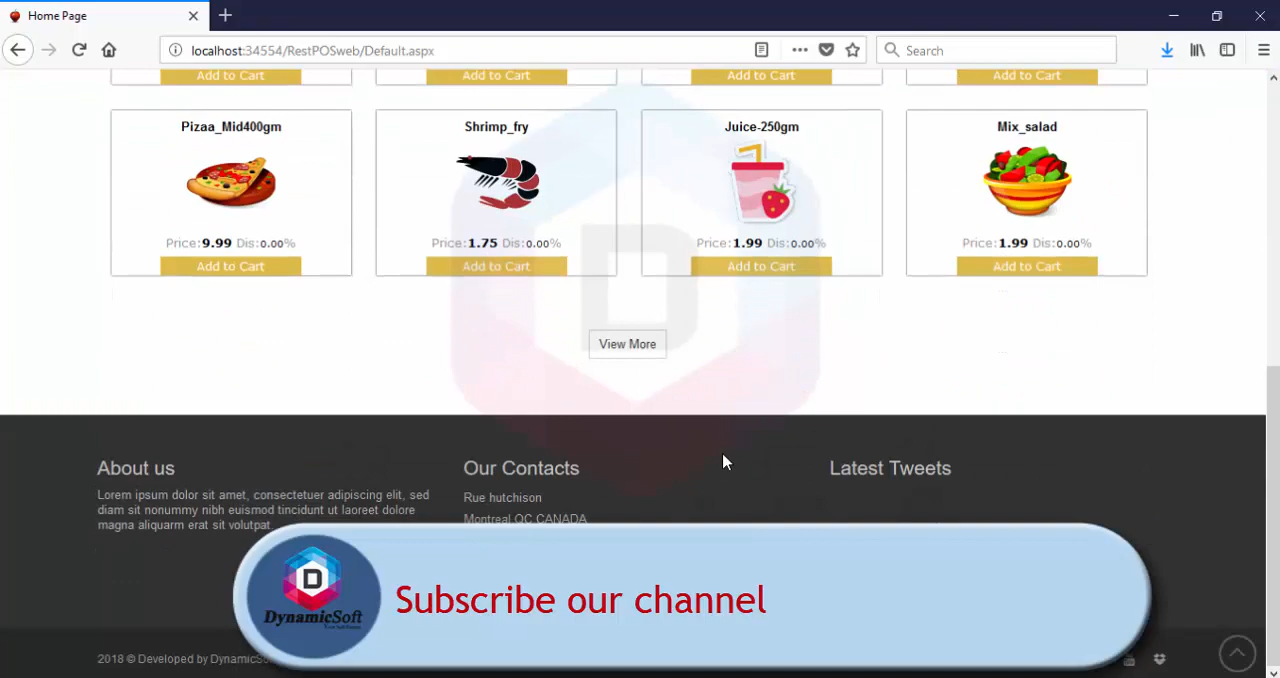 Home Page
localhost:34554/RestPOSweb/Default.aspx
Search
Add to Cart Add to Cart Add to Cart Add to Cart
Pizaa_Mid400gm Shrimp_fry Juice-250gm Mix_salad
Price:9.99 Dis:0.00% Price:1.75 Dis:0.00% Price:1.99 Dis:0.00% Price:1.99 Dis:0.00%
Add to Cart Add to Cart Add to Cart Add to Cart
View More
About us
Lorem ipsum dolor sit amet, consectetuer adipiscing elit, sed
diam sit nonummy nibh euismod tincidunt ut laoreet dolore
magna aliquarm erat sit volutpat.
Our Contacts
Rue hutchison
Montreal QC CANADA
Latest Tweets
D
DynamicSoft
Subscribe our channel
2018 © Developed by